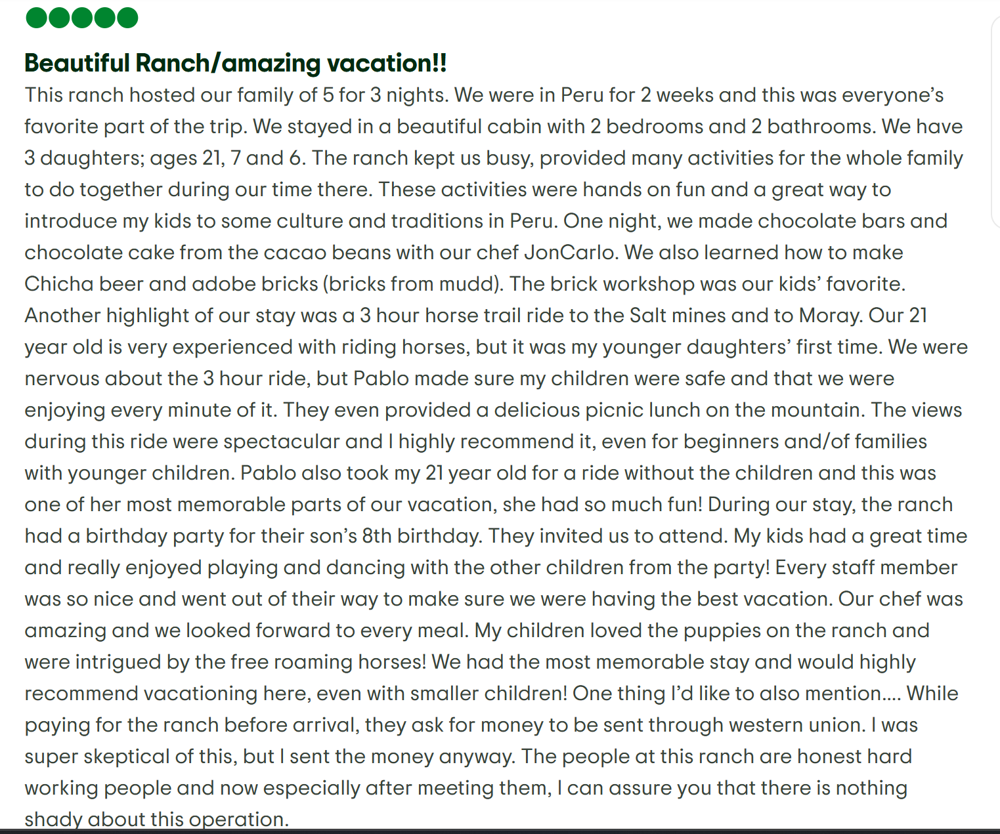 Beautiful Ranch/amazing vacation!!
This ranch hosted our family of 5 for 3 nights. We were in Peru for 2 weeks and this was everyone’s
favorite part of the trip. We stayed in a beautiful cabin with 2 bedrooms and 2 bathrooms. We have
3 daughters; ages 21, 7 and 6. The ranch kept us busy, provided many activities for the whole family
to do together during our time there. These activities were hands on fun and a great way to
introduce my kids to some culture and traditions in Peru. One night, we made chocolate bars and
chocolate cake from the cacao beans with our chef JonCarlo. We also learned how to make
Chicha beer and adobe bricks (bricks from mudd). The brick workshop was our kids’ favorite.
Another highlight of our stay was a 3 hour horse trail ride to the Salt mines and to Moray. Our 21
year old is very experienced with riding horses, but it was my younger daughters’ first time. We were
nervous about the 3 hour ride, but Pablo made sure my children were safe and that we were
enjoying every minute of it. They even provided a delicious picnic lunch on the mountain. The views
during this ride were spectacular and I highly recommend it, even for beginners and/of families
with younger children. Pablo also took my 21 year old for a ride without the children and this was
one of her most memorable parts of our vacation, she had so much fun! During our stay, the ranch
had a birthday party for their son’s 8th birthday. They invited us to attend. My kids had a great time
and really enjoyed playing and dancing with the other children from the party! Every staff member
was so nice and went out of their way to make sure we were having the best vacation. Our chef was
amazing and we looked forward to every meal. My children loved the puppies on the ranch and
were intrigued by the free roaming horses! We had the most memorable stay and would highly
recommend vacationing here, even with smaller children! One thing I’d like to also mention.... While
paying for the ranch before arrival, they ask for money to be sent through western union. I was
super skeptical of this, but I sent the money anyway. The people at this ranch are honest hard
working people and now especially after meeting them, I can assure you that there is nothing
shady about this operation.